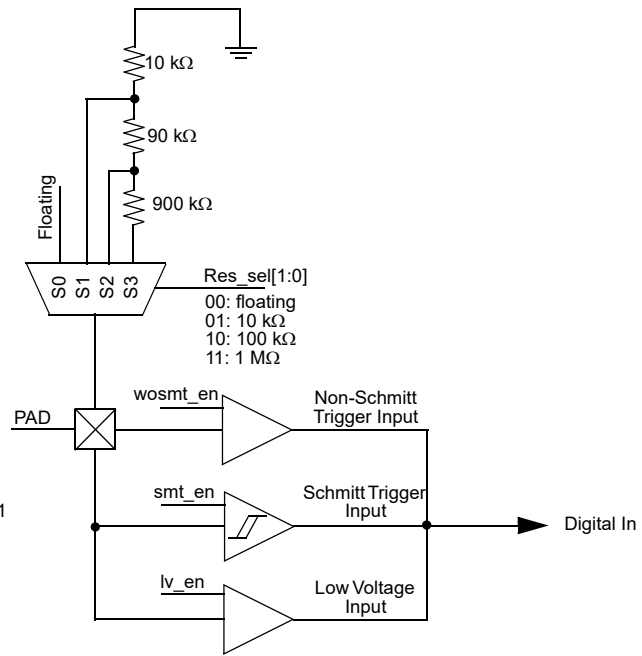 10 kΩ
90 kΩ
900 kΩ
Floating
S0
S1
S2
S3
Res_sel[1:0]
00: floating
01: 10 kΩ
10: 100 kΩ
11: 1 MΩ
wosmt_en
Non-Schmitt
Trigger Input
PAD
smt_en
Schmitt Trigger
Input
1
Digital In
lv_en
Low Voltage
Input